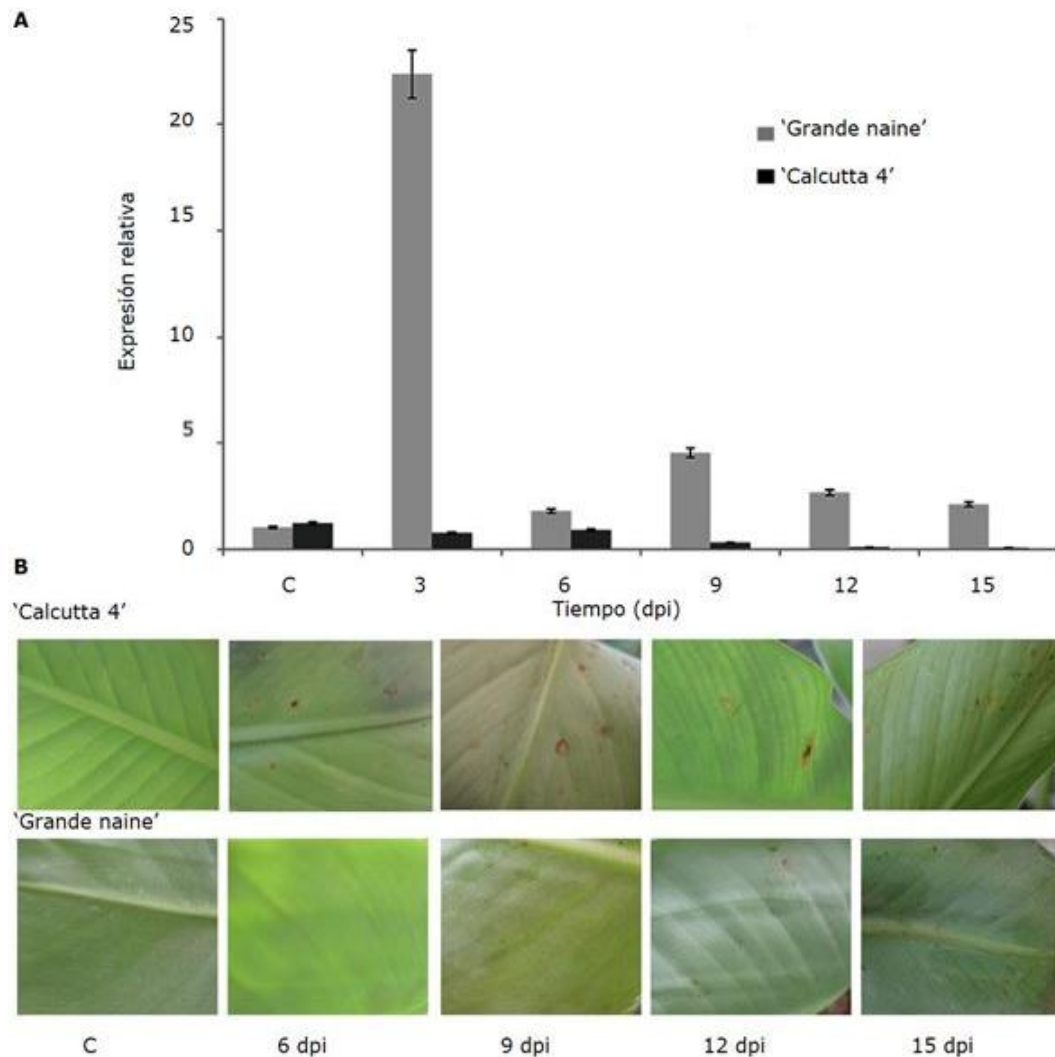 A
25
20
15
10
5
0
Expresión relativa
‘Grande naine’
‘Calcutta 4’
C 3 6 9 12 15
Tiempo (dpi)
B
‘Calcutta 4’
‘Grande naine’
C 6 dpi 9 dpi 12 dpi 15 dpi